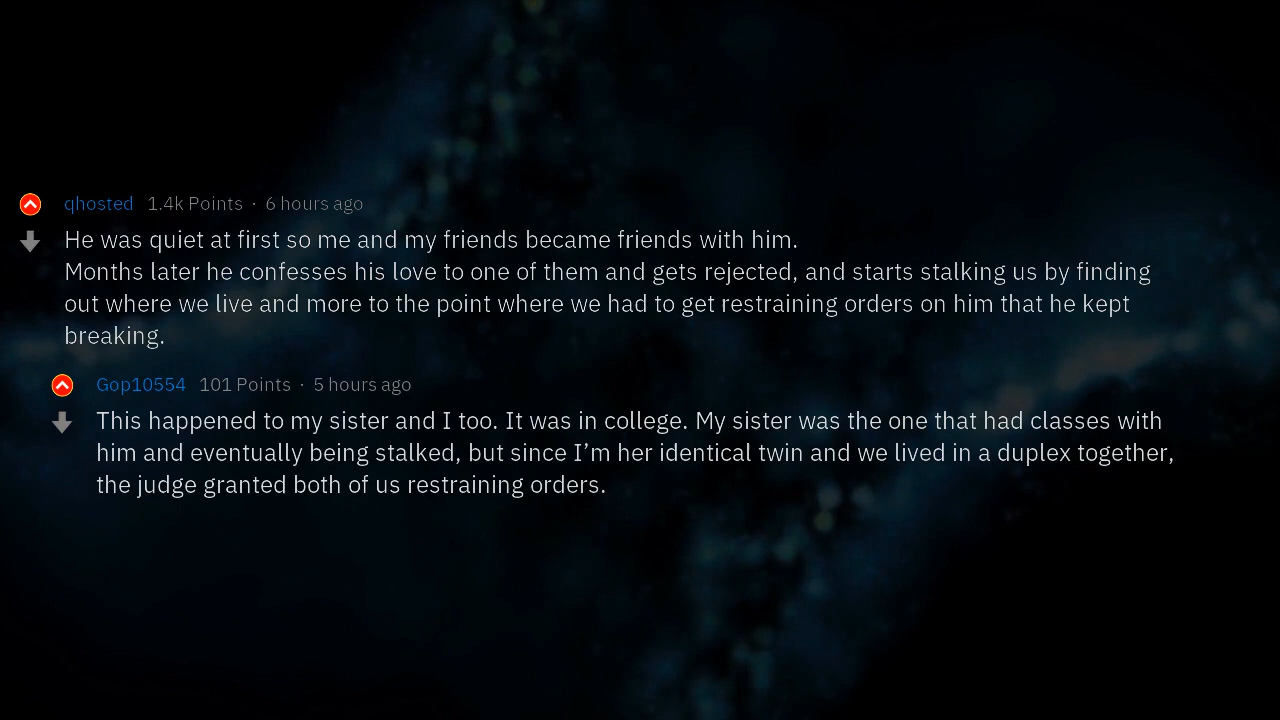 qhosted 1.4k Points · 6 hours ago
He was quiet at first so me and my friends became friends with him.
Months later he confesses his love to one of them and gets rejected, and starts stalking us by finding
out where we live and more to the point where we had to get restraining orders on him that he kept
breaking.
Gop10554 101 Points · 5 hours ago
This happened to my sister and I too. It was in college. My sister was the one that had classes with
him and eventually being stalked, but since I’m her identical twin and we lived in a duplex together,
the judge granted both of us restraining orders.